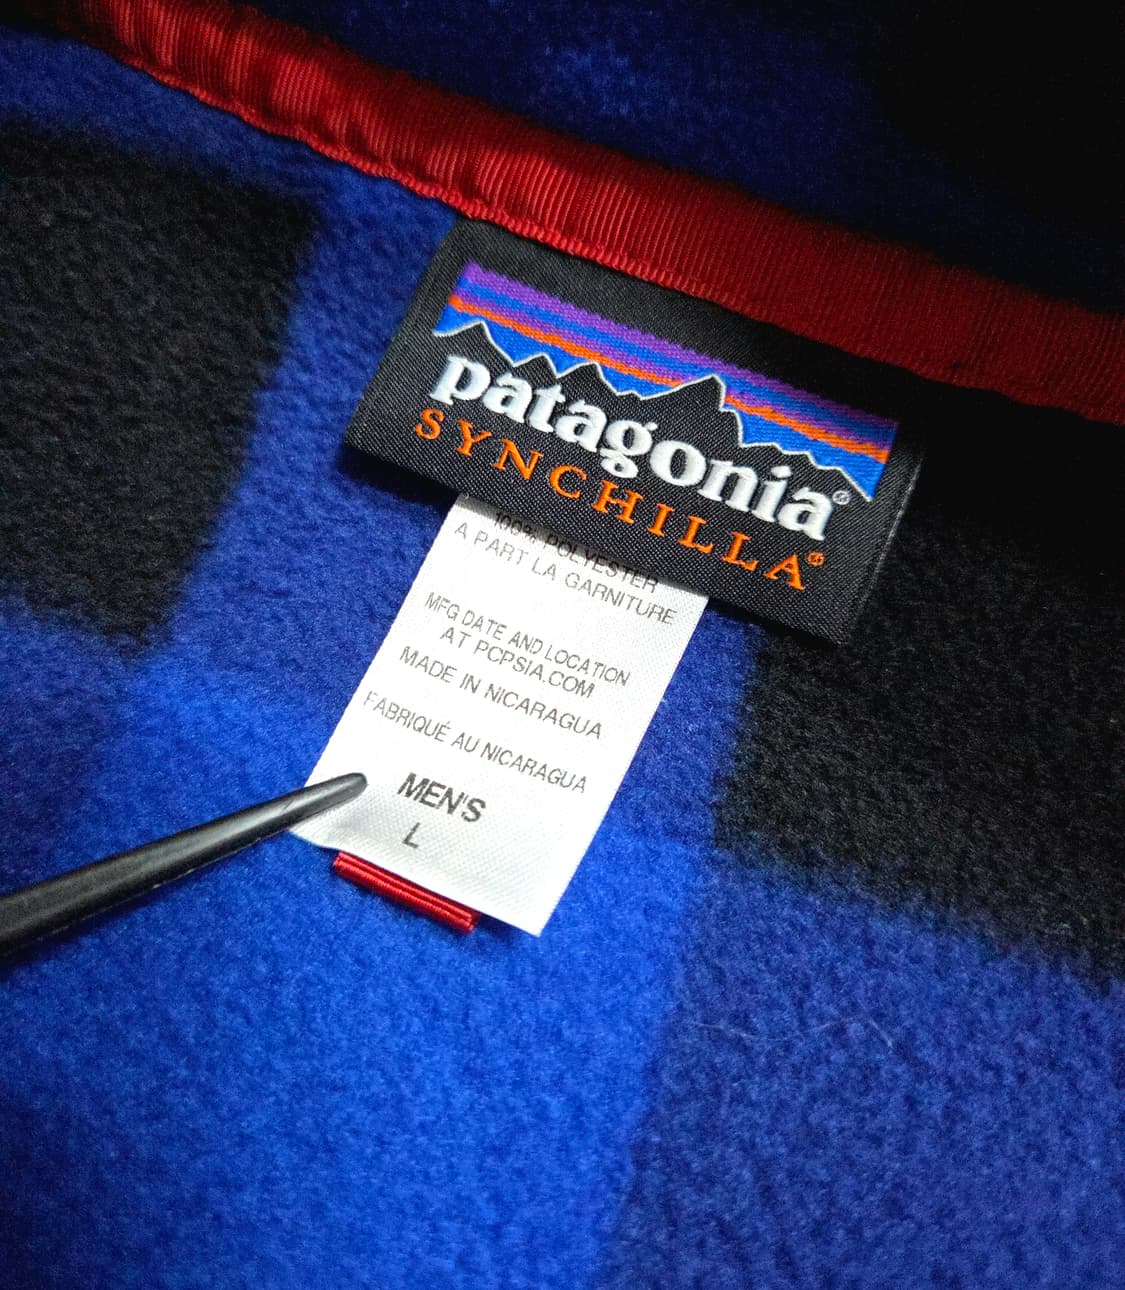 patagonia®
SYNCHILLA®
100% POLYESTER
A PART LA GARNITURE
MFG DATE AND LOCATION
AT PCPSIA.COM
MADE IN NICARAGUA
FABRIQUÉ AU NICARAGUA
MEN'S
L